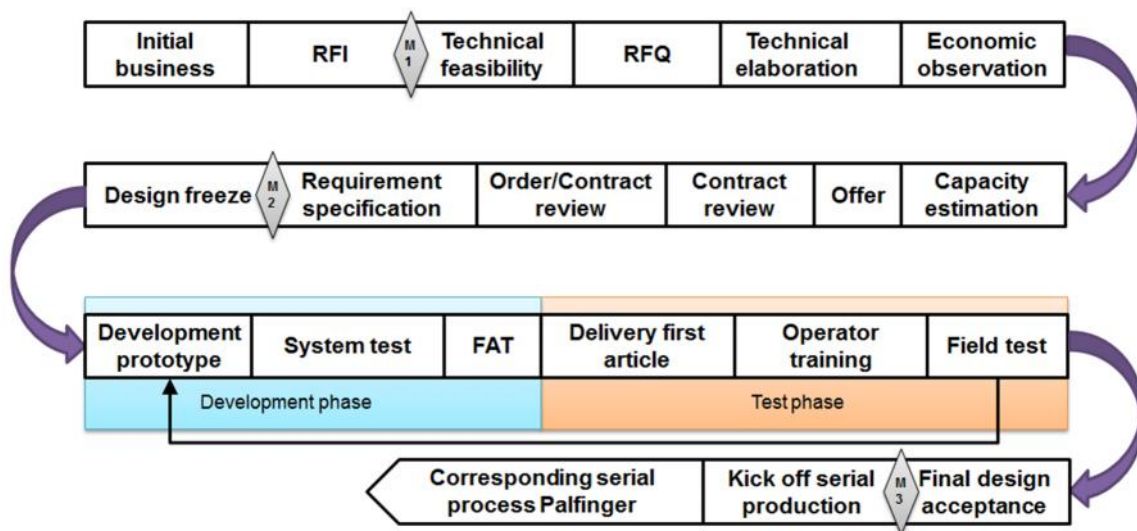 Initial
business
RFI
M
1
Technical
feasibility
RFQ
Technical
elaboration
Economic
observation
Design freeze
M
2
Requirement
specification
Order/Contract
review
Contract
review
Offer
Capacity
estimation
Development
prototype
System test
FAT
Delivery first
article
Operator
training
Field test
Development phase
Test phase
Corresponding serial
process Palfinger
Kick off serial
production
M
3
Final design
acceptance